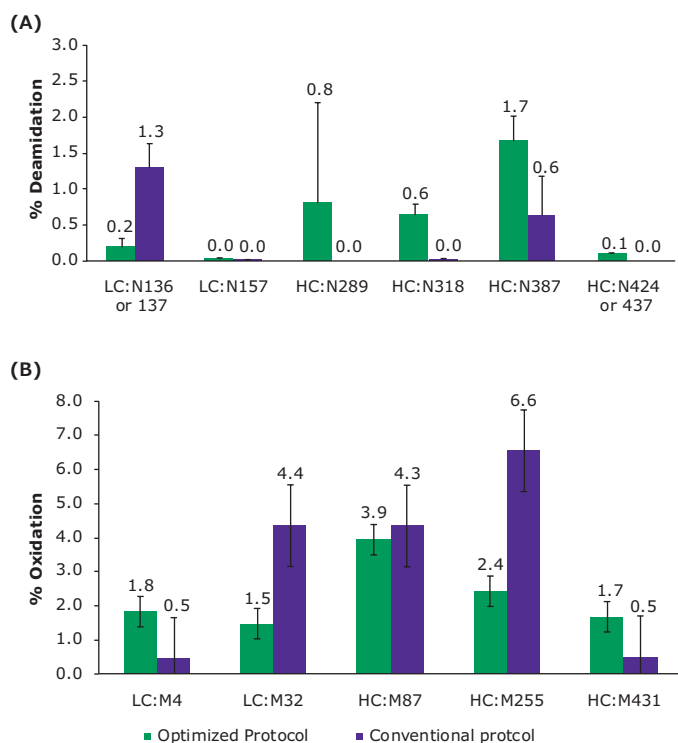 (A)
% Deamidation
3.0
2.5
2.0
1.5
1.0
0.5
0.0
0.2
1.3
0.0
0.0
0.8
0.0
0.6
0.0
1.7
0.6
0.1
0.0
LC:N136
or 137
LC:N157
HC:N289
HC:N318
HC:N387
HC:N424
or 437
(B)
% Oxidation
8.0
7.0
6.0
5.0
4.0
3.0
2.0
1.0
0.0
1.8
0.5
1.5
4.4
3.9
4.3
2.4
6.6
1.7
0.5
LC:M4
LC:M32
HC:M87
HC:M255
HC:M431
Optimized Protocol
Conventional protcol